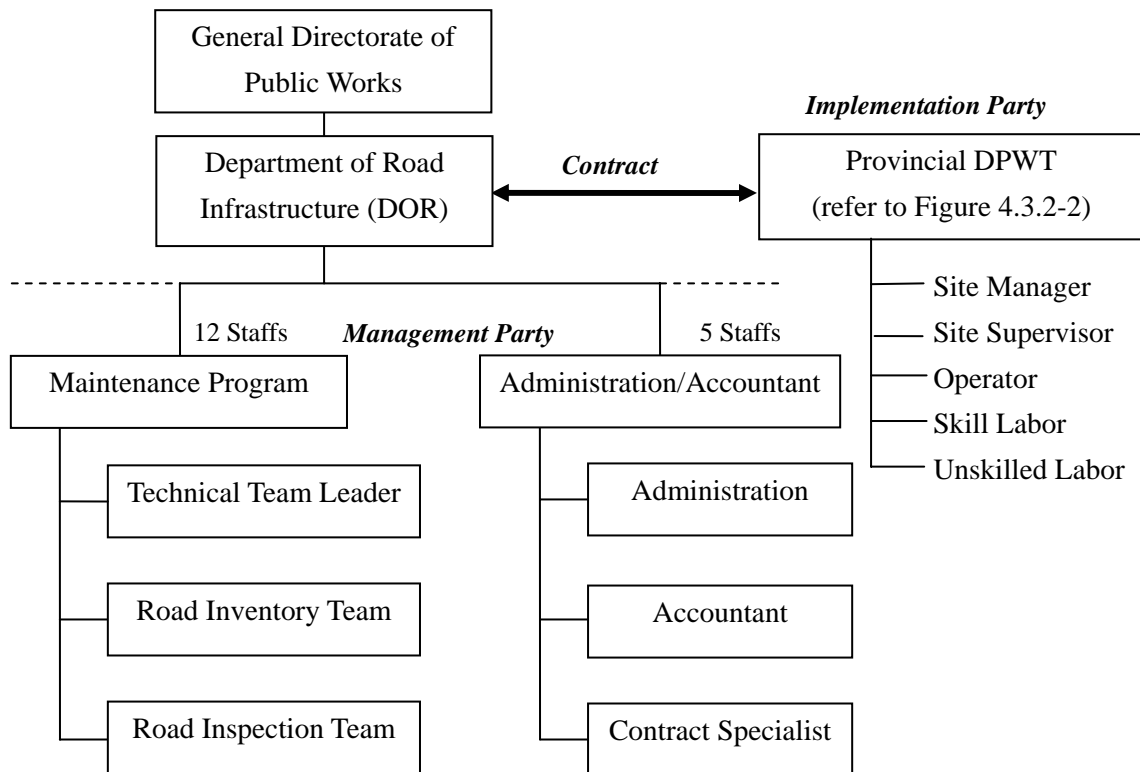 General Directorate of
Public Works
Implementation Party
Department of Road
Infrastructure (DOR)
Contract
Provincial DPWT
(refer to Figure 4.3.2-2)
Site Manager
Site Supervisor
Operator
Skill Labor
Unskilled Labor
12 Staffs
Management Party
5 Staffs
Maintenance Program
Administration/Accountant
Technical Team Leader
Administration
Road Inventory Team
Accountant
Road Inspection Team
Contract Specialist